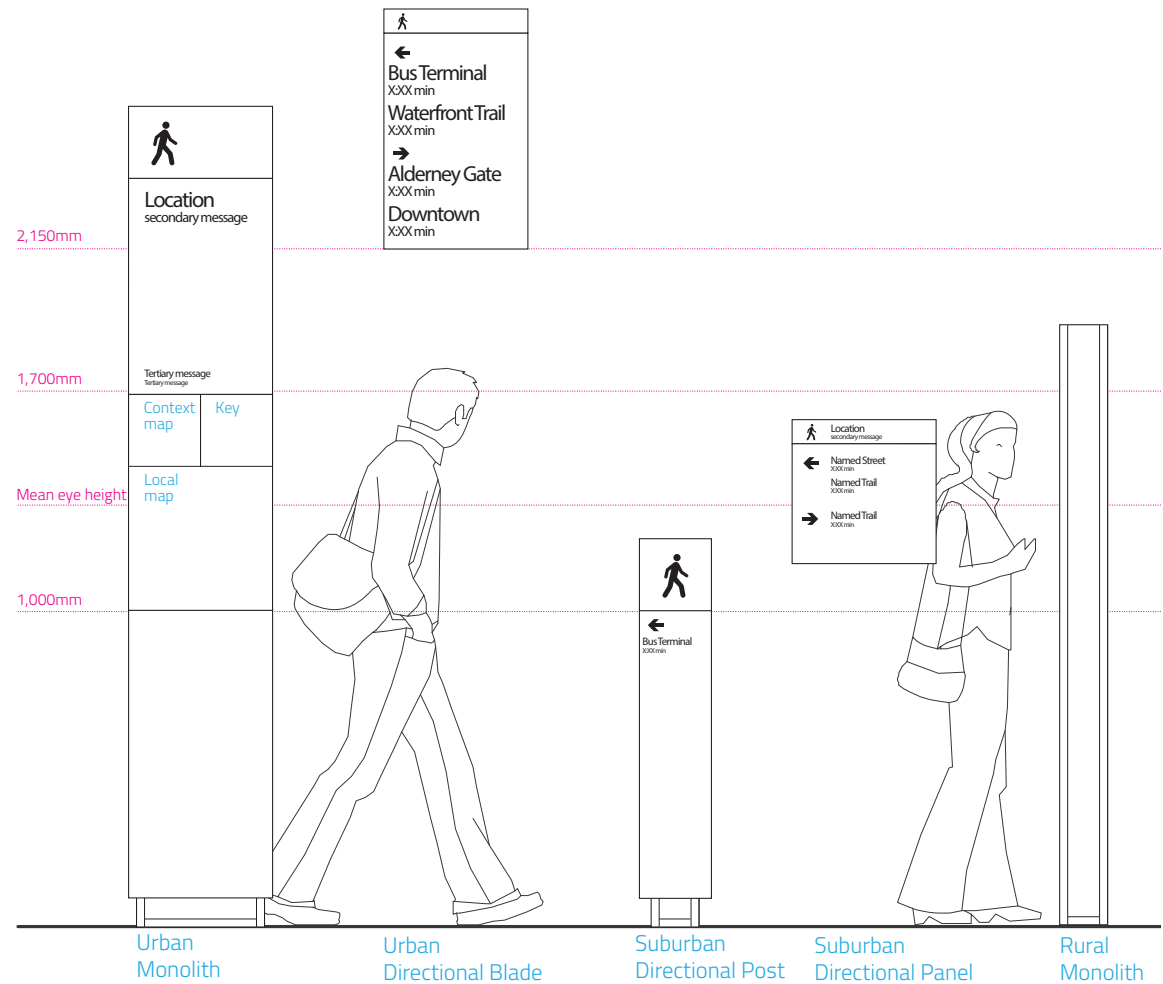 Bus Terminal
X:XX min
Waterfront Trail
X:XX min
Alderney Gate
X:XX min
Downtown
X:XX min
Location
secondary message
Tertiary message
Tertiary message
Context
map
Key
Local
map
2,150mm
1,700mm
Mean eye height
1,000mm
Bus Terminal
X:XX min
Location
secondary message
Named Street
X:XX min
Named Trail
X:XX min
Named Trail
X:XX min
Urban
Monolith
Urban
Directional Blade
Suburban
Directional Post
Suburban
Directional Panel
Rural
Monolith